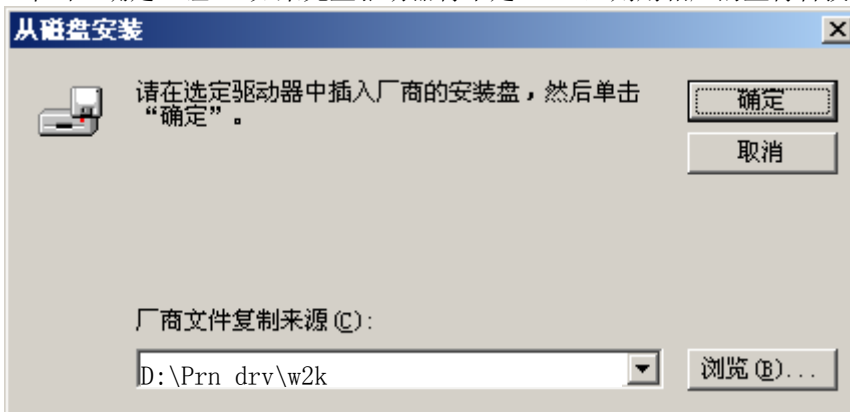 从磁盘安装
请在选定驱动器中插入厂商的安装盘，然后单击
“确定”。
确定
取消
厂商文件复制来源(C):
D:\Prn drv\w2k
浏览(B)...